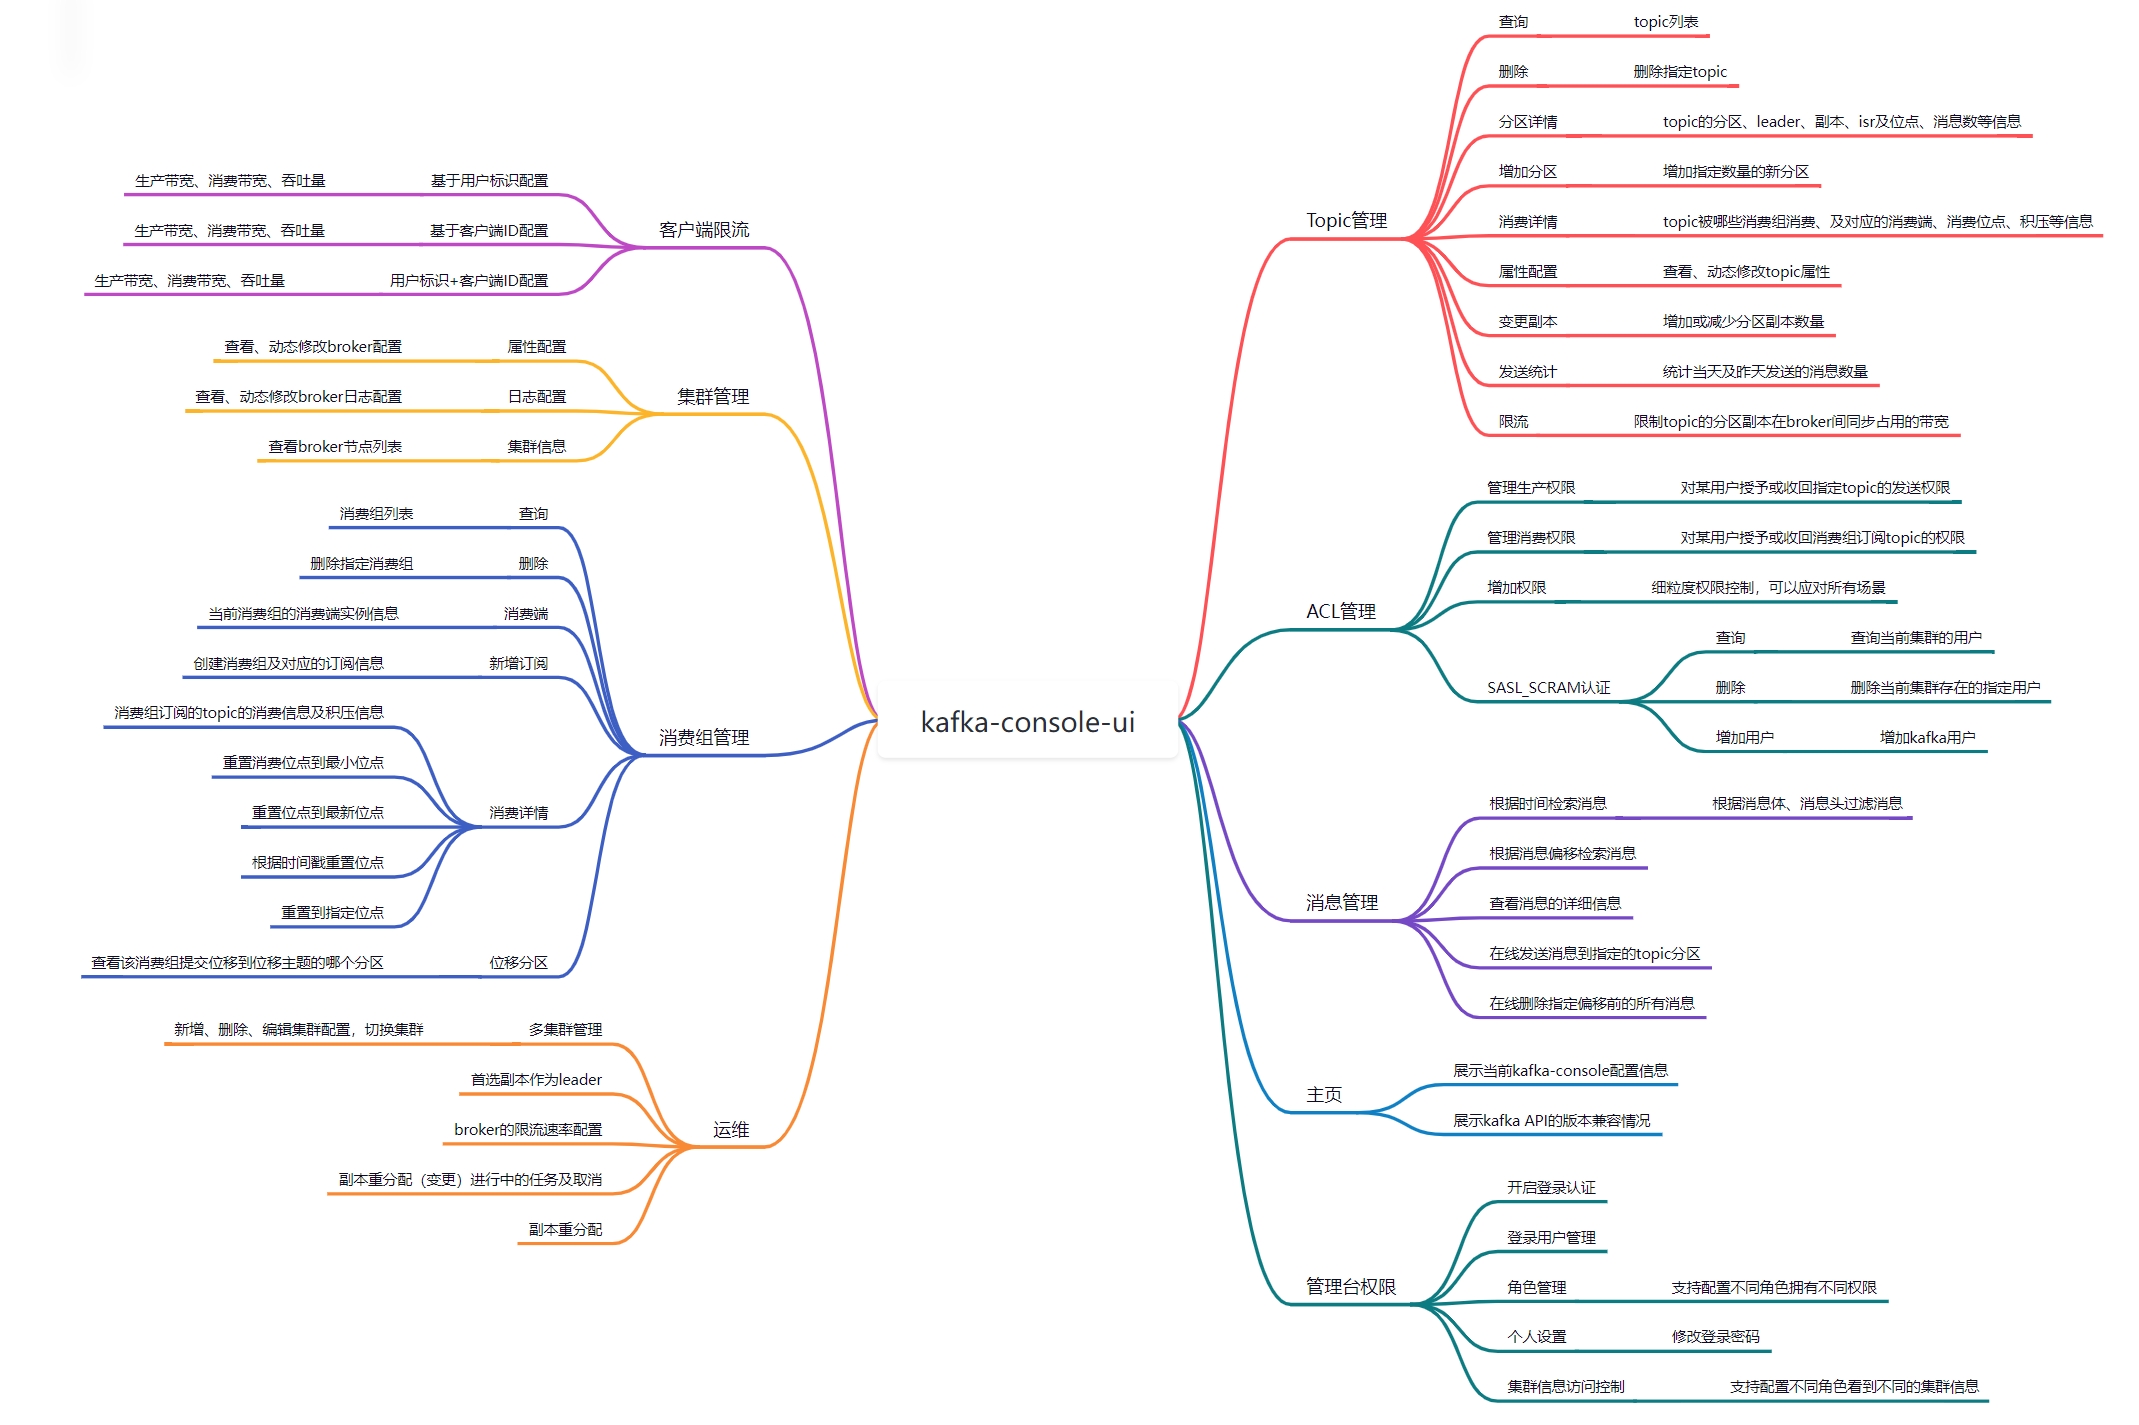 kafka-console-ui
Topic管理
查询
topic列表
删除
删除指定topic
分区详情
topic的分区、leader、副本、isr及位点、消息数等信息
增加分区
增加指定数量的新分区
消费详情
topic被哪些消费组消费、及对应的消费端、消费位点、积压等信息
属性配置
查看、动态修改topic属性
变更副本
增加或减少分区副本数量
发送统计
统计当天及昨天发送的消息数量
限流
限制topic的分区副本在broker间同步占用的带宽
ACL管理
管理生产权限
对某用户授予或收回指定topic的发送权限
管理消费权限
对某用户授予或收回消费组订阅topic的权限
增加权限
细粒度权限控制，可以应对所有场景
SASL_SCRAM认证
查询
查询当前集群的用户
删除
删除当前集群存在的指定用户
增加用户
增加kafka用户
消息管理
根据时间检索消息
根据消息体、消息头过滤消息
根据消息偏移检索消息
查看消息的详细信息
在线发送消息到指定的topic分区
在线删除指定偏移前的所有消息
主页
展示当前kafka-console配置信息
展示kafka API的版本兼容情况
管理台权限
开启登录认证
登录用户管理
角色管理
支持配置不同角色拥有不同权限
个人设置
修改登录密码
集群信息访问控制
支持配置不同角色看到不同的集群信息
客户端限流
基于用户标识配置
生产带宽、消费带宽、吞吐量
基于客户端ID配置
生产带宽、消费带宽、吞吐量
用户标识+客户端ID配置
生产带宽、消费带宽、吞吐量
集群管理
属性配置
查看、动态修改broker配置
日志配置
查看、动态修改broker日志配置
集群信息
查看broker节点列表
消费组管理
查询
消费组列表
删除
删除指定消费组
消费端
当前消费组的消费端实例信息
新增订阅
创建消费组及对应的订阅信息
消费详情
消费组订阅的topic的消费信息及积压信息
重置消费位点到最小位点
重置位点到最新位点
根据时间戳重置位点
重置到指定位点
位移分区
查看该消费组提交位移到位移主题的哪个分区
运维
多集群管理
新增、删除、编辑集群配置，切换集群
首选副本作为leader
broker的限流速率配置
副本重分配（变更）进行中的任务及取消
副本重分配